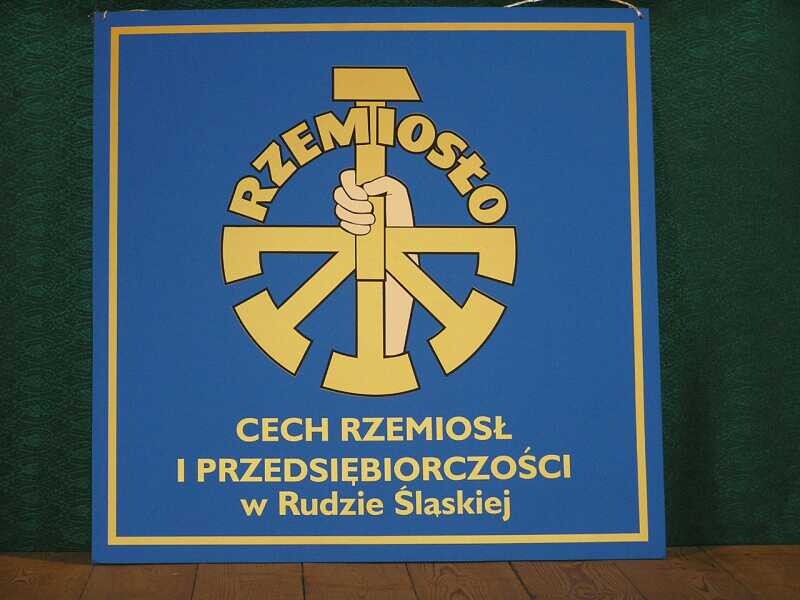 RZEMIOSŁO
CECH RZEMIOSŁ
I PRZEDSIĘBIORCZOŚCI
w Rudzie Śląskiej